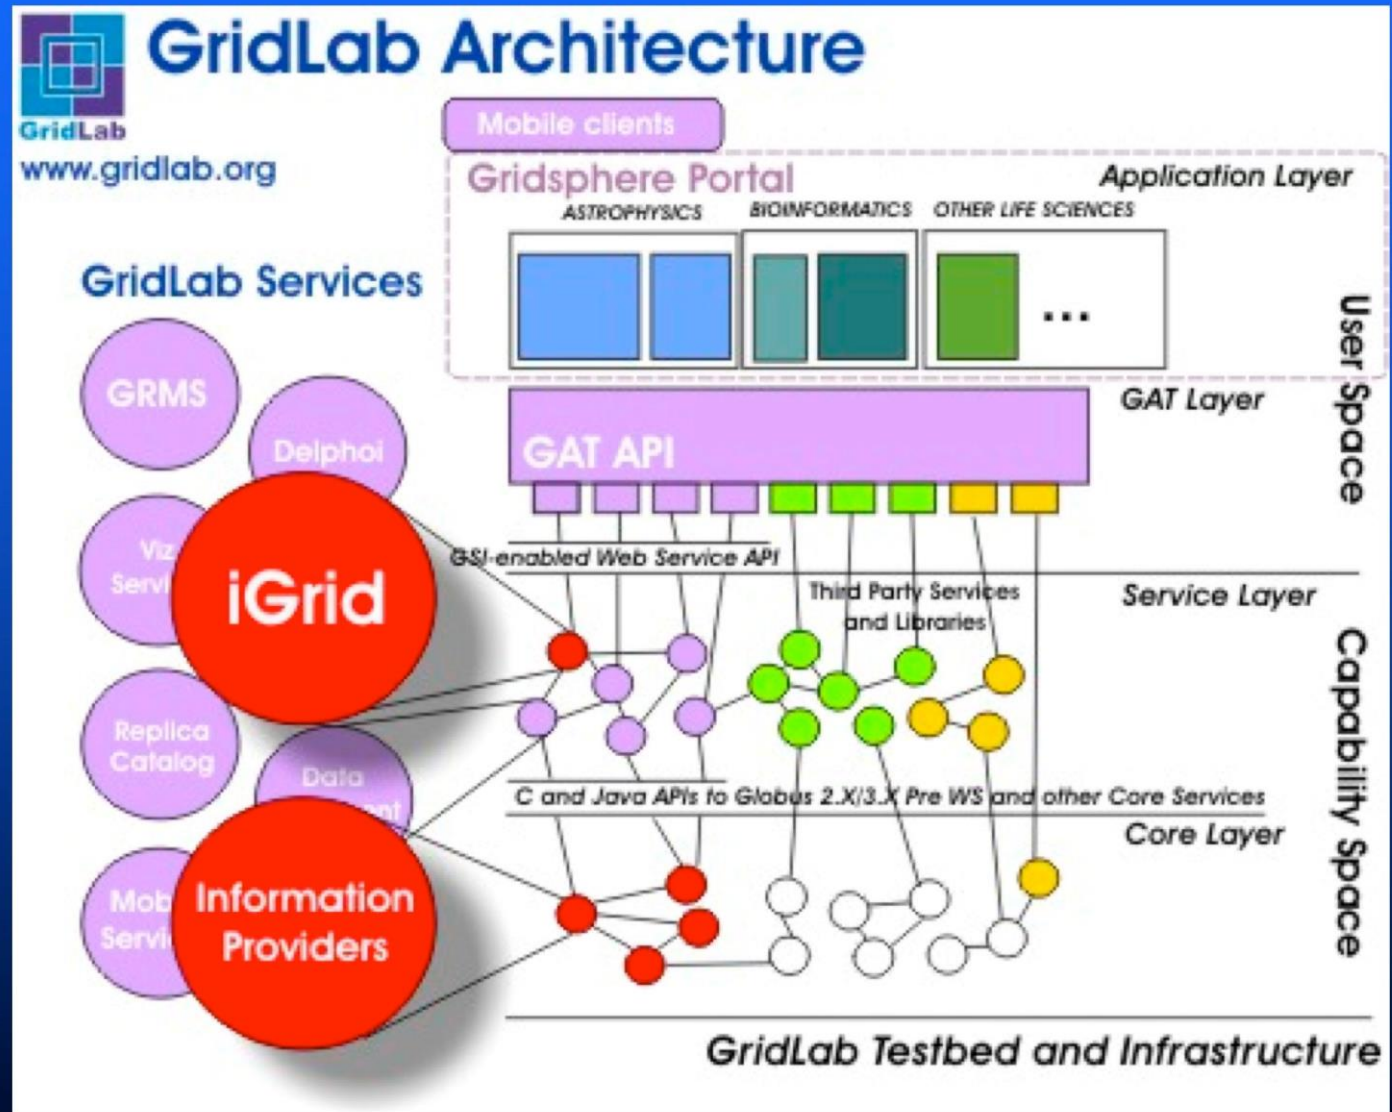 GridLab Architecture
GridLab
www.gridlab.org
Mobile clients
Gridsphere Portal
Application Layer
ASTROPHYSICS
BIOINFORMATICS
OTHER LIFE SCIENCES
...
User Space
GAT Layer
GAT API
GridLab Services
GRMS
Delphoi
Viz
iGrid
Replica
Catalog
Data
Information
Providers
GSI-enabled Web Service API
Third Party Services
and Libraries
Service Layer
C and Java APIs to Globus 2.X/3.X Pre WS and other Core Services
Core Layer
Capability Space
GridLab Testbed and Infrastructure